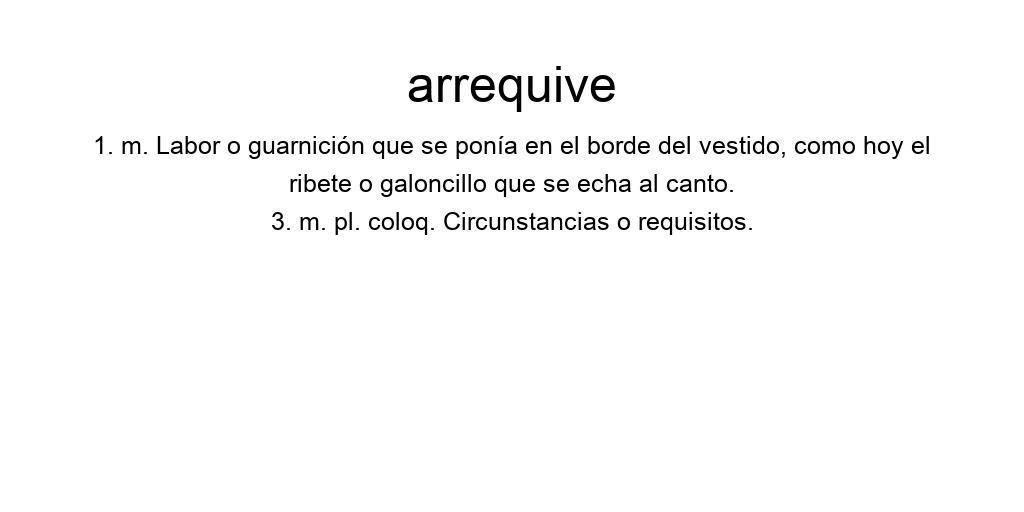 arrequive
1. m. Labor o guarnición que se ponía en el borde del vestido, como hoy el
ribete o galoncillo que se echa al canto.
3. m. pl. coloq. Circunstancias o requisitos.